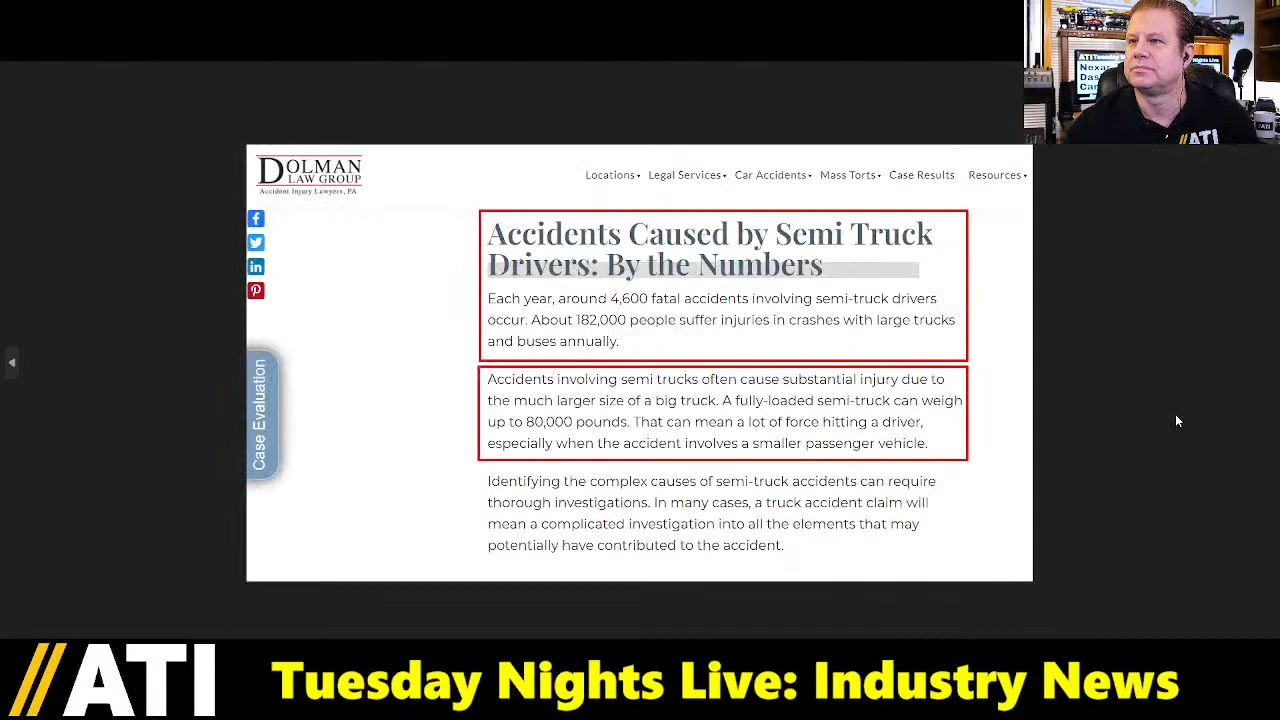 DOLMAN
LAW GROUP
Accident Injury Lawyers, PA
Locations Legal Services Car Accidents Mass Torts Case Results Resources
Accidents Caused by Semi Truck
Drivers: By the Numbers
Each year, around 4,600 fatal accidents involving semi-truck drivers
occur. About 182,000 people suffer injuries in crashes with large trucks
and buses annually.
Accidents involving semi trucks often cause substantial injury due to
the much larger size of a big truck. A fully-loaded semi-truck can weigh
up to 80,000 pounds. That can mean a lot of force hitting a driver,
especially when the accident involves a smaller passenger vehicle.
Identifying the complex causes of semi-truck accidents can require
thorough investigations. In many cases, a truck accident claim will
mean a complicated investigation into all the elements that may
potentially have contributed to the accident.
Case Evaluation
ATI
Nights Live
Nexar
//ATI
ATI
//ATI
Tuesday Nights Live: Industry News